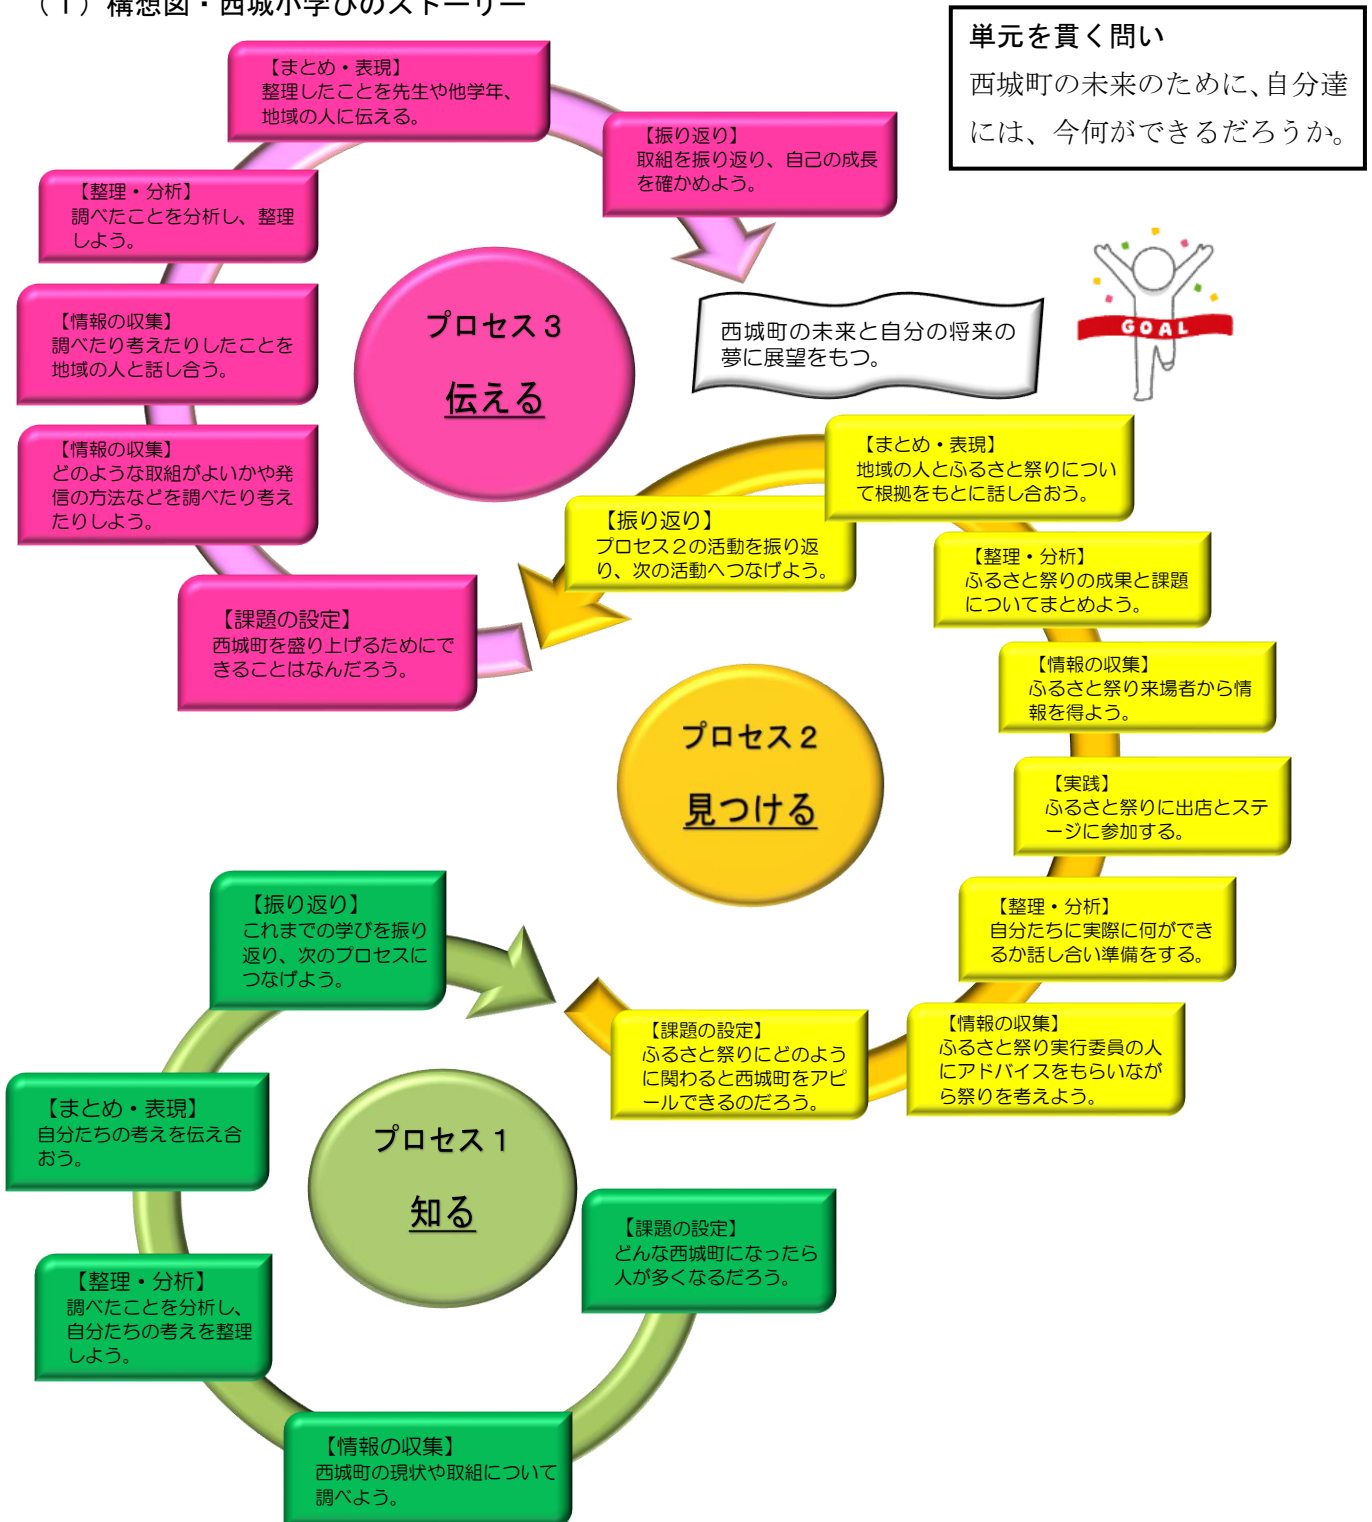 （1）構想図・西城小学びのストーリー
単元を貫く問い
西城町の未来のために、自分達
には、今何ができるだろうか。
【まとめ・表現】
整理したことを先生や他学年、
地域の人に伝える。
【振り返り】
取組を振り返り、自己の成長
を確かめよう。
【整理・分析】
調べたことを分析し、整理
しよう。
【情報の収集】
調べたり考えたりしたことを
地域の人と話し合う。
【情報の収集】
どのような取組がよいかや発
信の方法などを調べたり考え
たりしよう。
【課題の設定】
西城町を盛り上げるためにで
きることはなんだろう。
プロセス３
伝える
西城町の未来と自分の将来の
夢に展望をもつ。
GOAL
【まとめ・表現】
地域の人とふるさと祭りについ
て根拠をもとに話し合おう。
【振り返り】
プロセス２の活動を振り返
り、次の活動へつなげよう。
【整理・分析】
ふるさと祭りの成果と課題
についてまとめよう。
【情報の収集】
ふるさと祭り来場者から情
報を得よう。
【実践】
ふるさと祭りに出店とステ
ージに参加する。
【整理・分析】
自分たちに実際に何ができ
るか話し合い準備をする。
【情報の収集】
ふるさと祭り実行委員の人
にアドバイスをもらいなが
ら祭りを考えよう。
【課題の設定】
ふるさと祭りにどのよう
に関わると西城町をアピ
ールできるのだろう。
プロセス２
見つける
【振り返り】
これまでの学びを振り
返り、次のプロセスに
つなげよう。
【まとめ・表現】
自分たちの考えを伝え合
おう。
【整理・分析】
調べたことを分析し、
自分たちの考えを整理
しよう。
【情報の収集】
西城町の現状や取組について
調べよう。
【課題の設定】
どんな西城町になったら
人が多くなるだろう。
プロセス１
知る